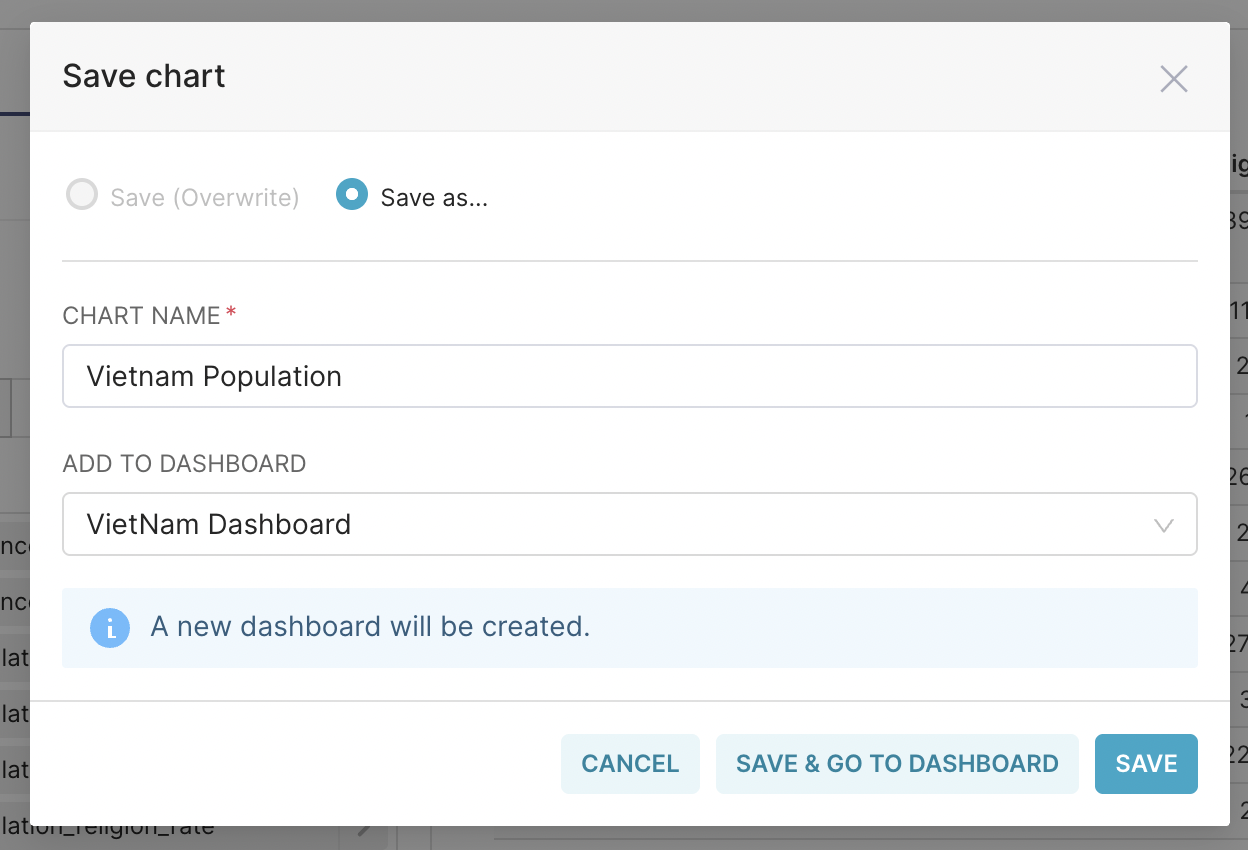 Save chart
Save (Overwrite)
Save as...
CHART NAME *
Vietnam Population
ADD TO DASHBOARD
VietNam Dashboard
A new dashboard will be created.
CANCEL
SAVE & GO TO DASHBOARD
SAVE
lation_religion_rate